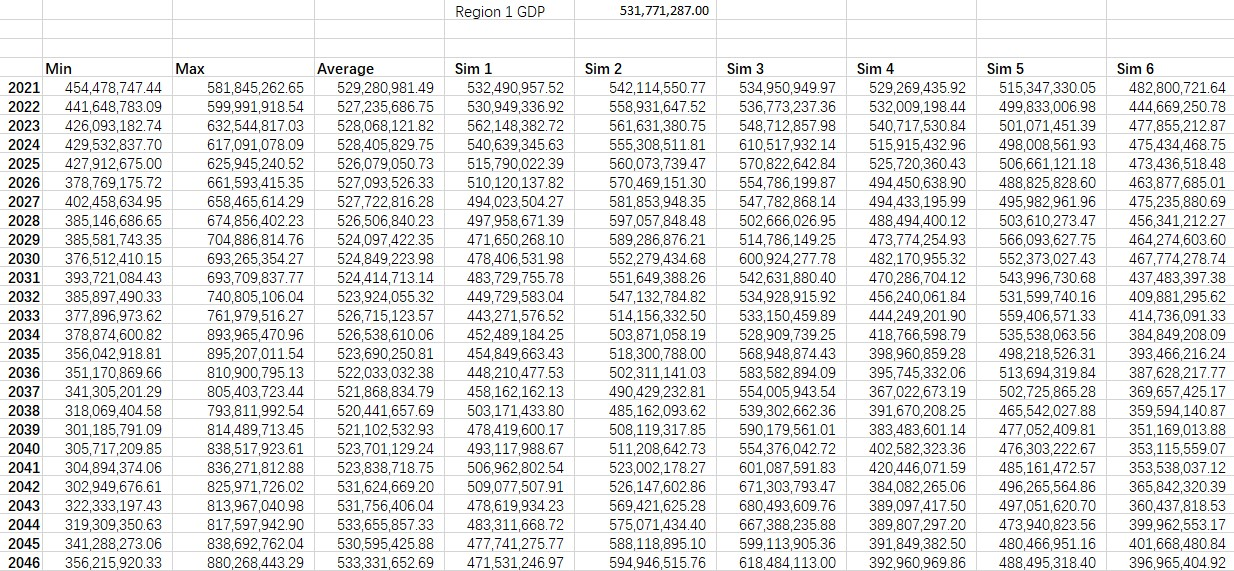 Region 1 GDP 531,771,287.00
Min Max Average Sim 1 Sim 2 Sim 3 Sim 4 Sim 5 Sim 6
2021 454,478,747.44 581,845,262.65 529,280,981.49 532,490,957.52 542,114,550.77 534,950,949.97 529,269,435.92 515,347,330.05 482,800,721.64
2022 441,648,783.09 599,991,918.54 527,235,686.75 530,949,336.92 558,931,647.52 536,773,237.36 532,009,198.44 499,833,006.98 444,669,250.78
2023 426,093,182.74 632,544,817.03 528,068,121.82 562,148,382.72 561,631,380.75 548,712,857.98 540,717,530.84 501,071,451.39 477,855,212.87
2024 429,532,837.70 617,091,078.09 528,405,829.75 540,639,345.63 555,308,511.81 610,517,932.14 515,915,432.96 498,008,561.93 475,434,468.75
2025 427,912,675.00 625,945,240.52 526,079,050.73 515,790,022.39 560,073,739.47 570,822,642.84 525,720,360.43 506,661,121.18 473,436,518.48
2026 378,769,175.72 661,593,415.35 527,093,526.33 510,120,137.82 570,469,151.30 554,786,199.87 494,450,638.90 488,825,828.60 463,877,685.01
2027 402,458,634.95 658,465,614.29 527,722,816.28 494,023,504.27 581,853,948.35 547,782,868.14 494,433,195.99 495,982,961.96 475,235,880.69
2028 385,146,686.65 674,856,402.23 526,506,840.23 497,958,671.39 597,057,848.48 502,666,026.95 488,494,400.12 503,610,273.47 456,341,212.27
2029 385,581,743.35 704,886,814.76 524,097,422.35 471,650,268.10 589,286,876.21 514,786,149.25 473,774,254.93 566,093,627.75 464,274,603.60
2030 376,512,410.15 693,265,354.27 524,849,223.98 478,406,531.98 552,279,434.68 600,924,277.78 482,170,955.32 552,373,027.43 467,774,278.74
2031 393,721,084.43 693,709,837.77 524,414,713.14 483,729,755.78 551,649,388.26 542,631,880.40 470,286,704.12 543,996,730.68 437,483,397.38
2032 385,897,490.33 740,805,106.04 523,924,055.32 449,729,583.04 547,132,784.82 534,928,915.92 456,240,061.84 531,599,740.16 409,881,295.62
2033 377,896,973.62 761,979,516.27 526,715,123.57 443,271,576.52 514,156,332.50 533,150,459.89 444,249,201.90 559,406,571.33 414,736,091.33
2034 378,874,600.82 893,965,470.96 526,538,610.06 452,489,184.25 503,871,058.19 528,909,739.25 418,766,598.79 535,538,063.56 384,849,208.09
2035 356,042,918.81 895,207,011.54 523,690,250.81 454,849,663.43 518,300,788.00 568,948,874.43 398,960,859.28 498,218,526.31 393,466,216.24
2036 351,170,869.66 810,900,795.13 522,033,032.38 448,210,477.53 502,311,141.03 583,582,894.09 395,745,332.06 513,694,319.84 387,628,217.77
2037 341,305,201.29 805,403,723.44 521,868,834.79 458,162,162.13 490,429,232.81 554,005,943.54 367,022,673.19 502,725,865.28 369,657,425.17
2038 318,069,404.58 793,811,992.54 520,441,657.69 503,171,433.80 485,162,093.62 539,302,662.36 391,670,208.25 465,542,027.88 359,594,140.87
2039 301,185,791.09 814,489,713.45 521,102,532.93 478,419,600.17 508,119,317.85 590,179,561.01 383,483,601.14 477,052,409.81 351,169,013.88
2040 305,717,209.85 838,517,923.61 523,701,129.24 493,117,988.67 511,208,642.73 554,376,042.72 402,582,323.36 476,303,222.67 353,115,559.07
2041 304,894,374.06 836,271,812.88 523,838,718.75 506,962,802.54 523,002,178.27 601,087,591.83 420,446,071.59 485,161,472.57 353,538,037.12
2042 302,949,676.61 825,971,726.02 531,624,669.20 509,077,507.91 526,147,602.86 671,303,793.47 384,082,265.06 496,265,564.86 365,842,320.39
2043 322,333,197.43 813,967,040.98 531,756,406.04 478,619,934.23 569,421,625.28 680,493,609.76 389,097,417.50 497,051,620.70 360,437,818.53
2044 319,309,350.63 817,597,942.90 533,655,857.33 483,311,668.72 575,071,434.40 667,388,235.88 389,807,297.20 473,940,823.56 399,962,553.17
2045 341,288,273.06 838,692,762.04 530,595,425.88 477,741,275.77 588,118,895.10 599,113,905.36 391,849,382.50 480,466,951.16 401,668,480.84
2046 356,215,920.33 880,268,443.29 533,331,652.69 471,531,246.97 594,946,515.76 618,484,113.00 392,960,969.86 488,495,318.40 396,965,404.92